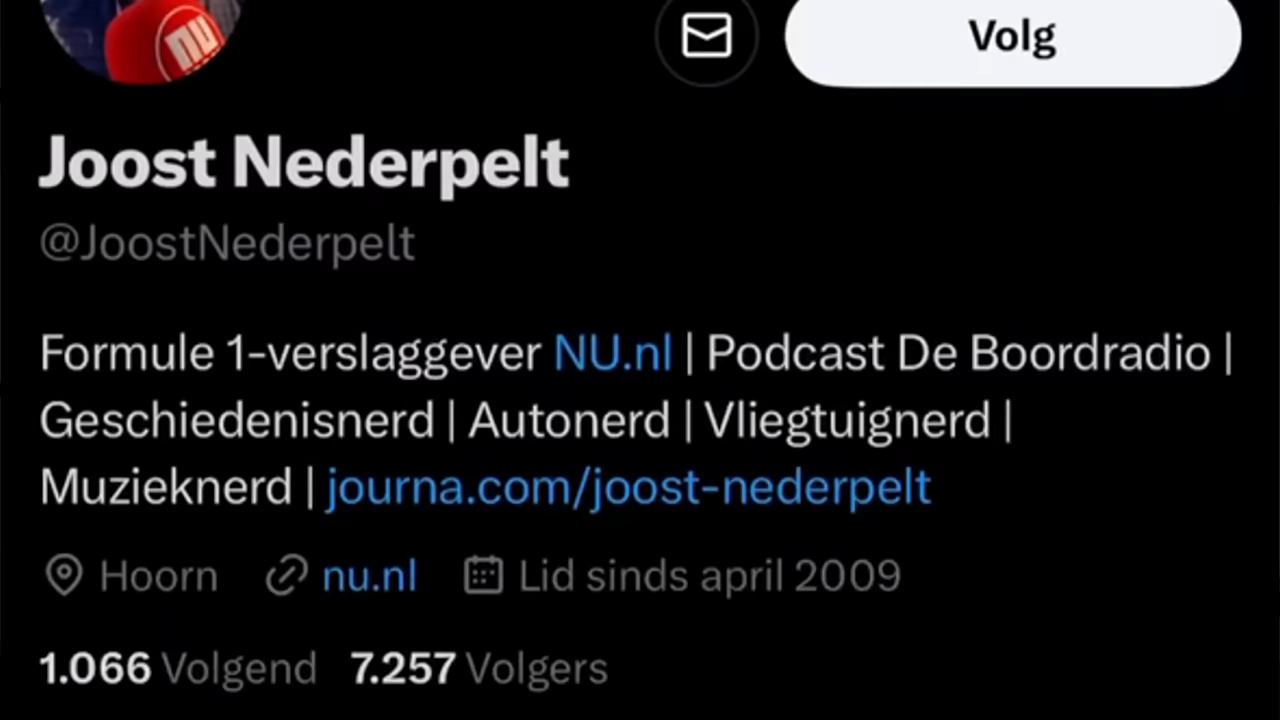 NU
Volg
Joost Nederpelt
@JoostNederpelt
Formule 1-verslaggever NU.nl | Podcast De Boordradio |
Geschiedenisnerd | Autonerd | Vliegtuignerd |
Muzieknerd | journa.com/joost-nederpelt
Hoorn nu.nl Lid sinds april 2009
1.066 Volgend 7.257 Volgers